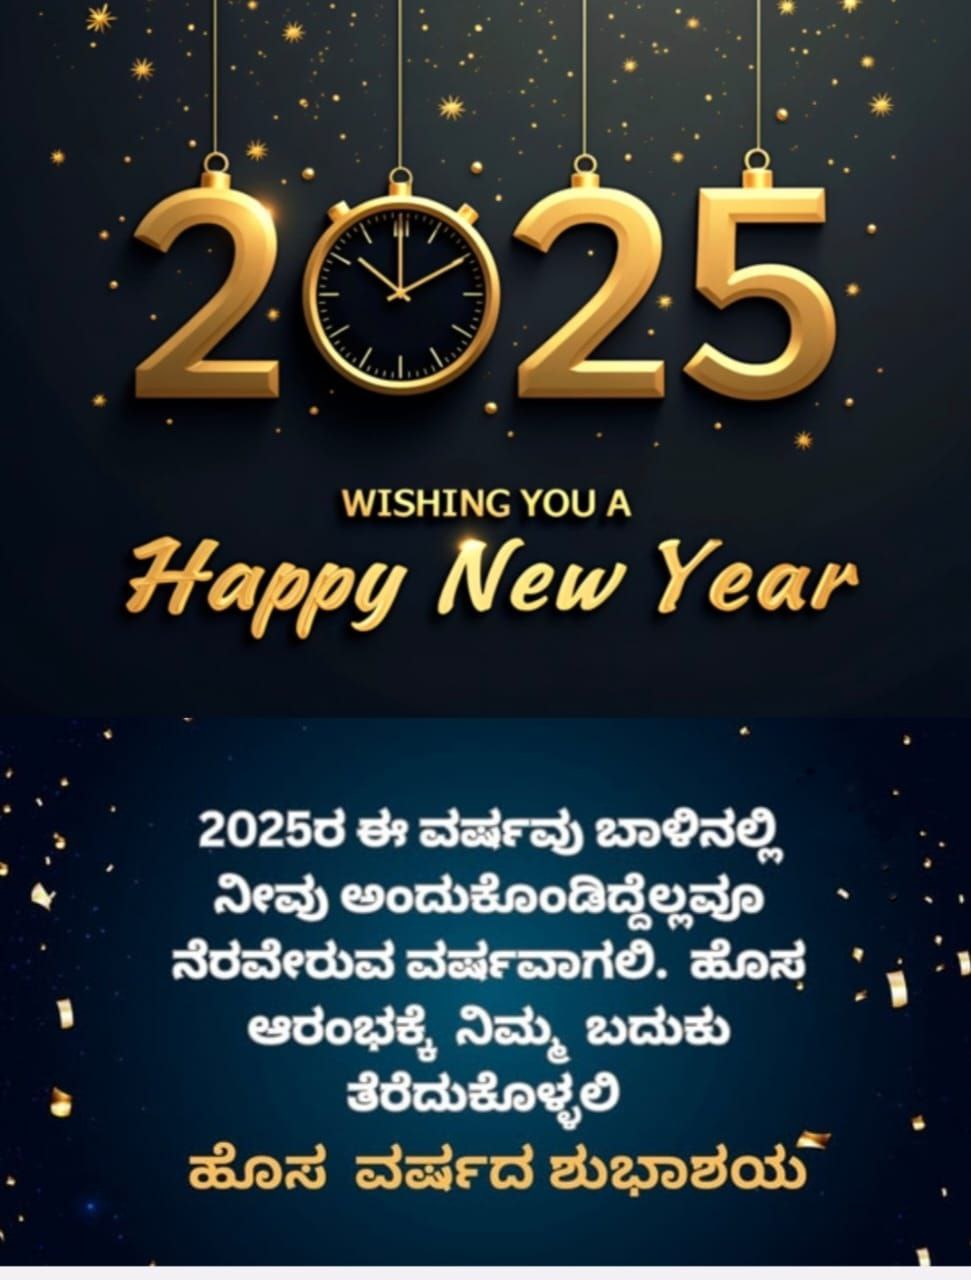 2025
WISHING YOU A
Happy New Year
2025ರ ಈ ವರ್ಷವು ಬಾಳಿನಲ್ಲಿ
ನೀವು ಅಂದುಕೊಂಡಿದ್ದೆಲ್ಲವೂ
ನೆರವೇರುವ ವರ್ಷವಾಗಲಿ. ಹೊಸ
ಆರಂಭಕ್ಕೆ ನಿಮ್ಮ ಬದುಕು
ತೆರೆದುಕೊಳ್ಳಲಿ
ಹೊಸ ವರ್ಷದ ಶುಭಾಶಯ